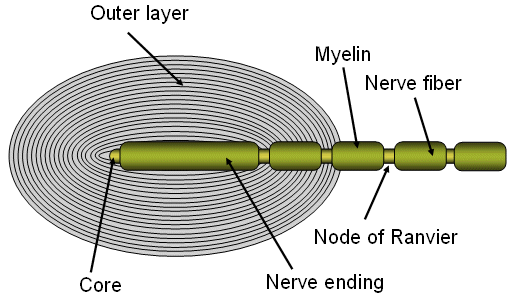 Outer layer
Myelin
Nerve fiber
Node of Ranvier
Core
Nerve ending